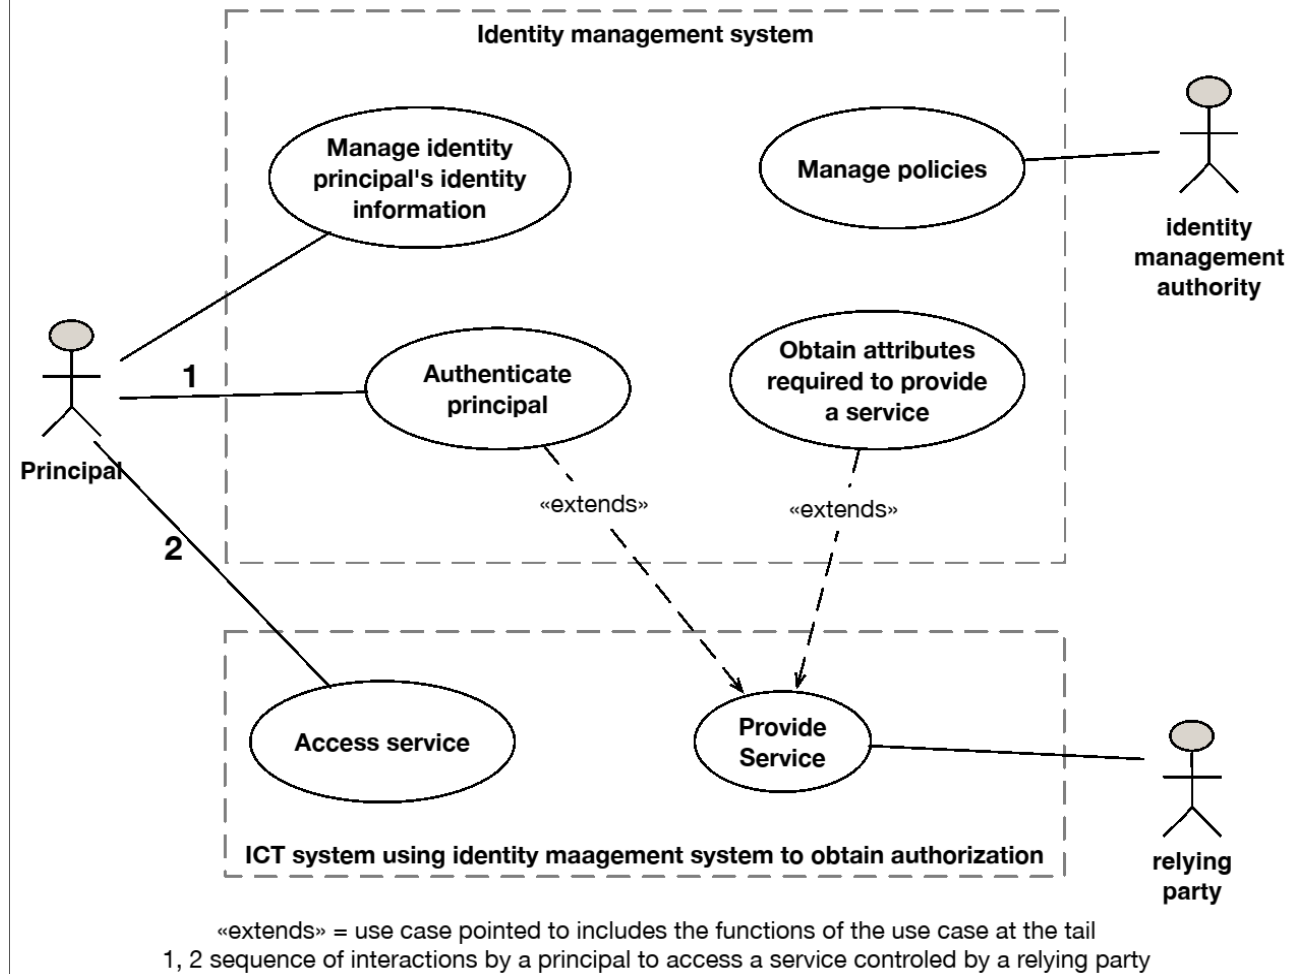 Identity management system
Manage identity
principal's identity
information
Manage policies
identity
management
authority
1
Authenticate
principal
Obtain attributes
required to provide
a service
Principal
«extends»
«extends»
2
Access service
Provide
Service
ICT system using identity maagement system to obtain authorization
relying
party
«extends» = use case pointed to includes the functions of the use case at the tail
1, 2 sequence of interactions by a principal to access a service controled by a relying party